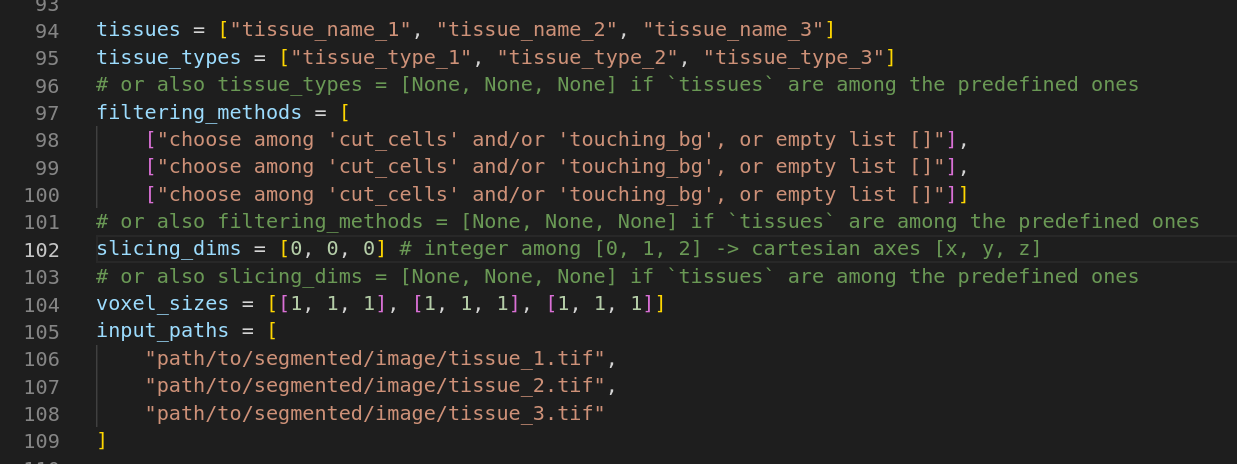 93
94 tissues = ["tissue_name_1", "tissue_name_2", "tissue_name_3"]
95 tissue_types = ["tissue_type_1", "tissue_type_2", "tissue_type_3"]
96 # or also tissue_types = [None, None, None] if `tissues` are among the predefined ones
97 filtering_methods = [
98     ["choose among 'cut_cells' and/or 'touching_bg', or empty list []"],
99     ["choose among 'cut_cells' and/or 'touching_bg', or empty list []"],
100     ["choose among 'cut_cells' and/or 'touching_bg', or empty list []"]]
101 # or also filtering_methods = [None, None, None] if `tissues` are among the predefined ones
102 slicing_dims = [0, 0, 0] # integer among [0, 1, 2] -> cartesian axes [x, y, z]
103 # or also slicing_dims = [None, None, None] if `tissues` are among the predefined ones
104 voxel_sizes = [[1, 1, 1], [1, 1, 1], [1, 1, 1]]
105 input_paths = [
106     "path/to/segmented/image/tissue_1.tif",
107     "path/to/segmented/image/tissue_2.tif",
108     "path/to/segmented/image/tissue_3.tif"
109 ]
110